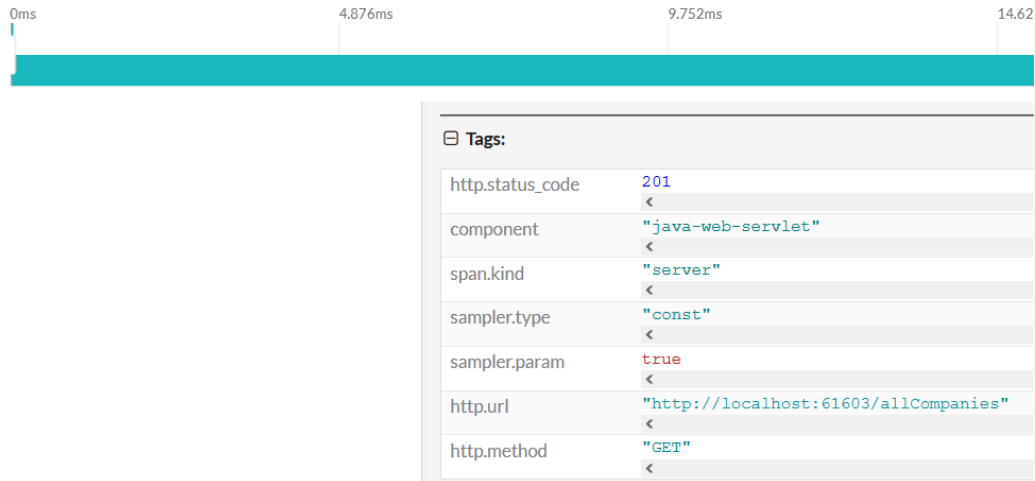 0ms 4.876ms 9.752ms 14.62
Tags:
http.status_code 201
component "java-web-servlet"
span.kind "server"
sampler.type "const"
sampler.param true
http.url "http://localhost:61603/allCompanies"
http.method "GET"